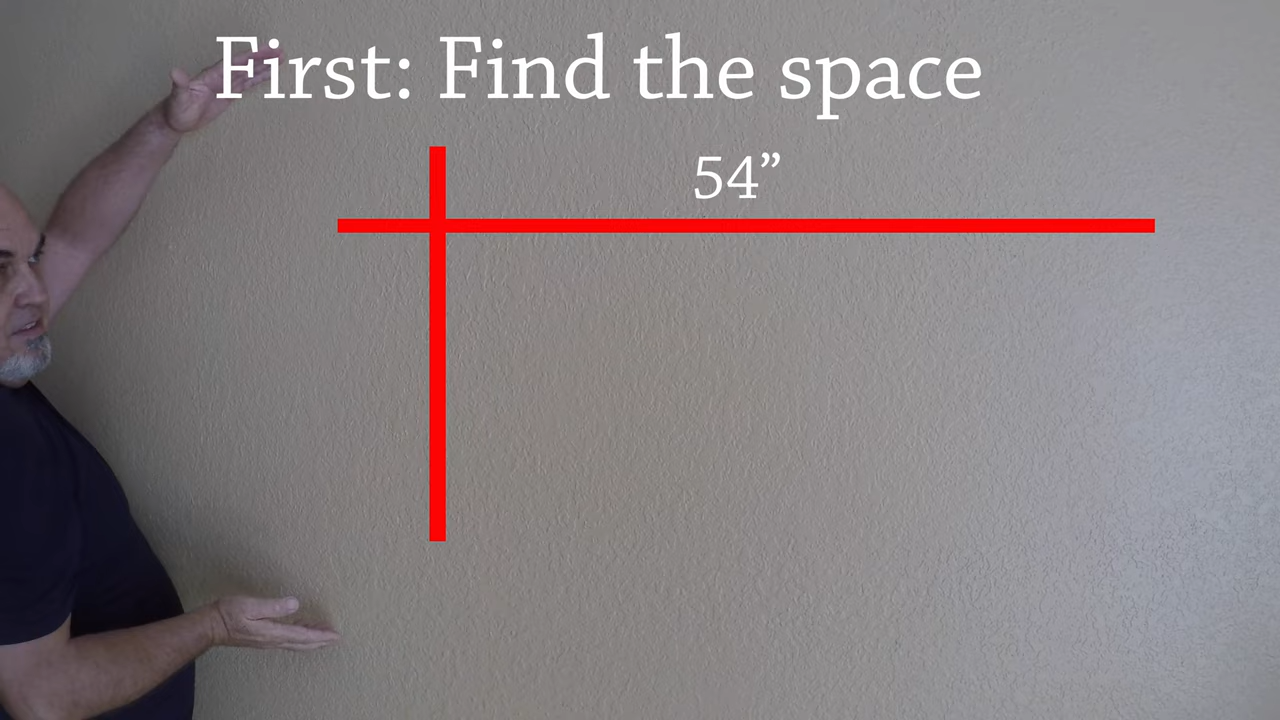 First: Find the space
54”